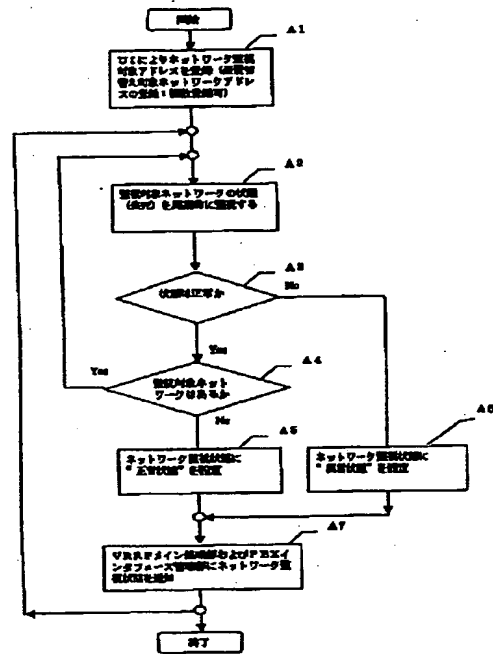 開始
A1
UIによりネットワーク監視
対象アドレスを登録（
対象ネットワークアドレ
スの登録：複数登録可）
A2
監視対象ネットワークの状態
を周期的に監視する
A3
状態は正常か
No
Yes
A4
Yes
監視対象ネット
ワークはあるか
No
A5
ネットワーク監視状態に
“正常状態”を設定
A6
ネットワーク監視状態に
“異常状態”を設定
A7
VRRPメイン処理部およびPBXイ
ンタフェース管理部にネットワーク監
視状態を通知
終了